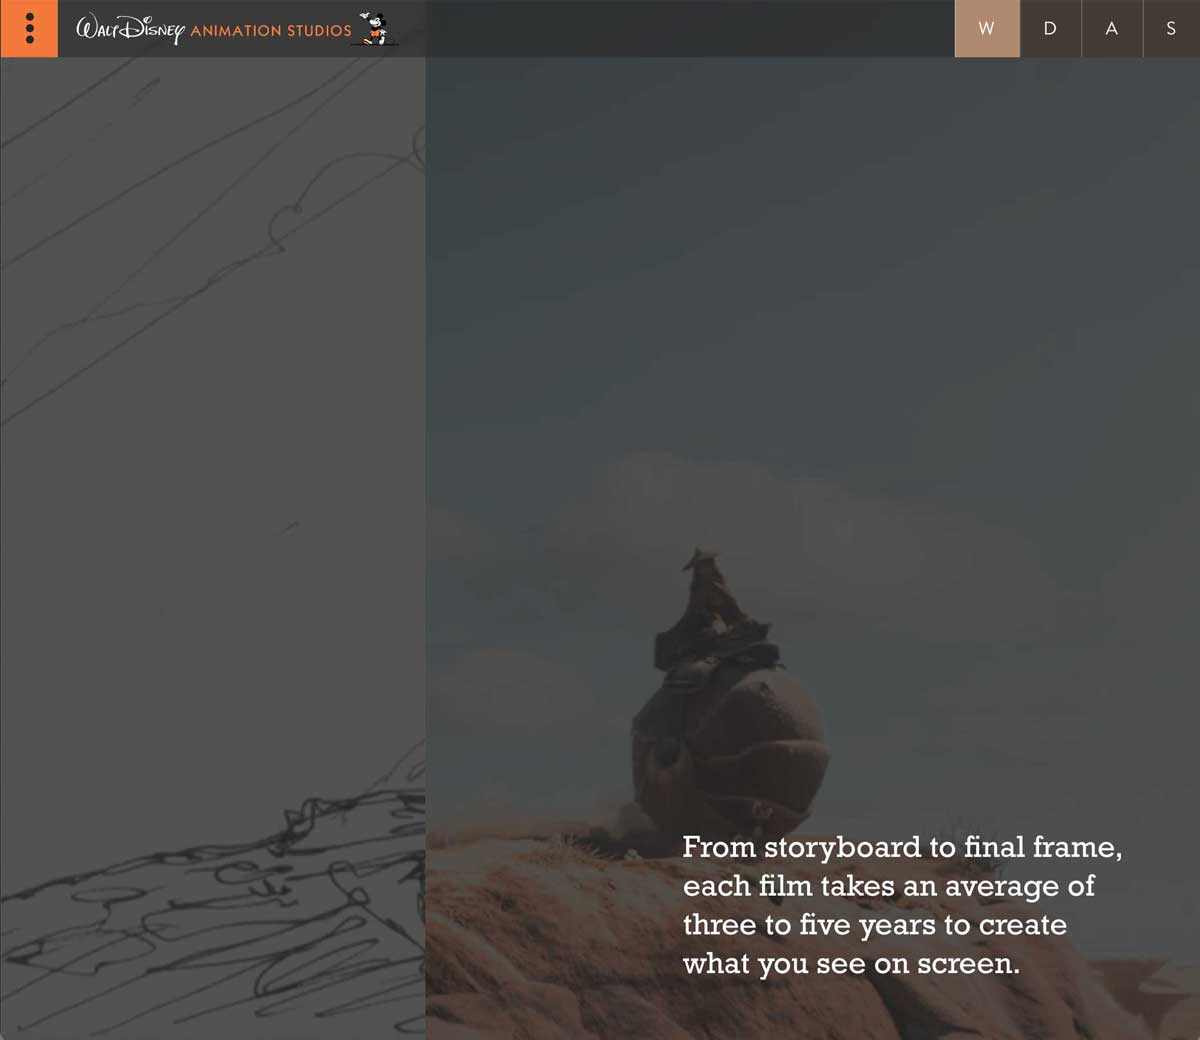 WALT DISNEY ANIMATION STUDIOS
W D A S
From storyboard to final frame,
each film takes an average of
three to five years to create
what you see on screen.